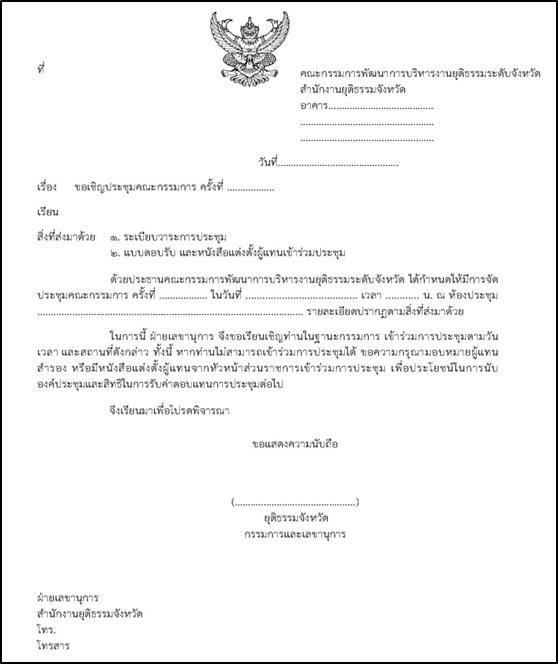 ที่
คณะกรรมการพัฒนาการบริหารงานยุติธรรมระดับจังหวัด
สำนักงานยุติธรรมจังหวัด
อาคาร........................................
...................................................
...................................................
วันที่..............................................
เรื่อง ขอเชิญประชุมคณะกรรมการ ครั้งที่ ..................
เรียน
สิ่งที่ส่งมาด้วย ๑. ระเบียบวาระการประชุม
๒. แบบตอบรับ และหนังสือแต่งตั้งผู้แทนเข้าร่วมประชุม
ด้วยประธานคณะกรรมการพัฒนาการบริหารงานยุติธรรมระดับจังหวัด ได้กำหนดให้มีการจัด
ประชุมคณะกรรมการ ครั้งที่ .................. ในวันที่ .......................................... เวลา ............ น. ณ ห้องประชุม
..................................................................................................... รายละเอียดปรากฏตามสิ่งที่ส่งมาด้วย
ในการนี้ ฝ่ายเลขานุการ จึงขอเรียนเชิญท่านในฐานะกรรมการ เข้าร่วมการประชุมตามวัน
เวลา และสถานที่ดังกล่าว ทั้งนี้ หากท่านไม่สามารถเข้าร่วมการประชุมได้ ขอความกรุณามอบหมายผู้แทน
สำรอง หรือมีหนังสือแต่งตั้งผู้แทนจากหัวหน้าส่วนราชการเข้าร่วมการประชุม เพื่อประโยชน์ในการนับ
องค์ประชุมและสิทธิในการรับค่าตอบแทนการประชุมต่อไป
จึงเรียนมาเพื่อโปรดพิจารณา
ขอแสดงความนับถือ
(...............................................)
ยุติธรรมจังหวัด
กรรมการและเลขานุการ
ฝ่ายเลขานุการ
สำนักงานยุติธรรมจังหวัด
โทร.
โทรสาร